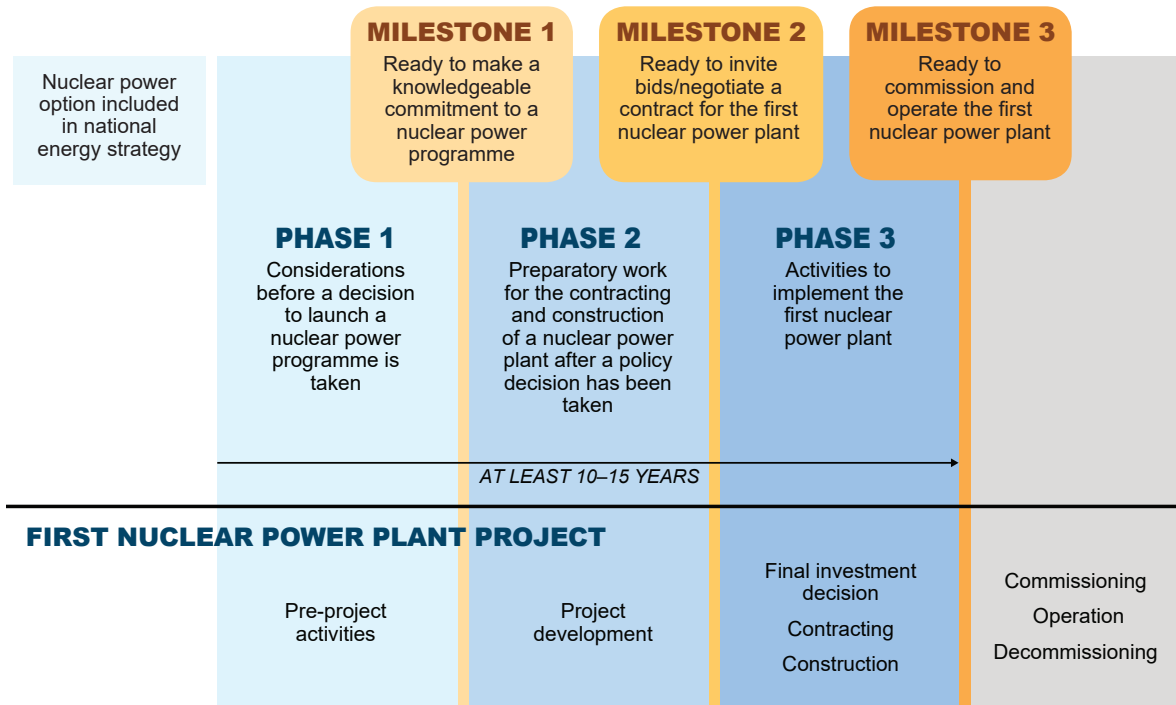 Nuclear power
option included
in national
energy strategy
MILESTONE 1
Ready to make a
knowledgeable
commitment to a
nuclear power
programme
MILESTONE 2
Ready to invite
bids/negotiate a
contract for the first
nuclear power plant
MILESTONE 3
Ready to
commission and
operate the first
nuclear power plant
PHASE 1
Considerations
before a decision
to launch a
nuclear power
programme is
taken
PHASE 2
Preparatory work
for the contracting
and construction
of a nuclear power
plant after a policy
decision has been
taken
PHASE 3
Activities to
implement the
first nuclear
power plant
AT LEAST 10–15 YEARS
FIRST NUCLEAR POWER PLANT PROJECT
Pre-project
activities
Project
development
Final investment
decision
Contracting
Construction
Commissioning
Operation
Decommissioning